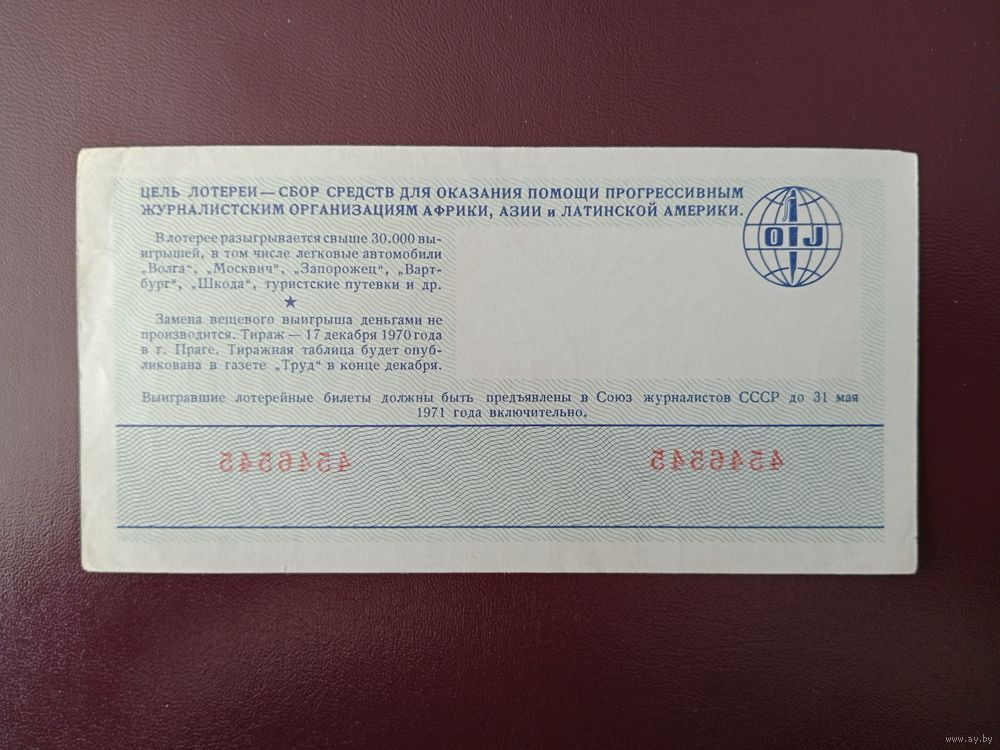 ЦЕЛЬ ЛОТЕРЕИ — СБОР СРЕДСТВ ДЛЯ ОКАЗАНИЯ ПОМОЩИ ПРОГРЕССИВНЫМ
ЖУРНАЛИСТСКИМ ОРГАНИЗАЦИЯМ АФРИКИ, АЗИИ и ЛАТИНСКОЙ АМЕРИКИ.
OIJ
В лотерее разыгрывается свыше 30.000 вы-
игрышей, в том числе легковые автомобили
„Волга“, „Москвич“, „Запорожец“, „Варт-
бург“, „Шкода“, туристские путевки и др.
★
Замена вещевого выигрыша деньгами не
производится. Тираж — 17 декабря 1970 года
в г. Праге. Тиражная таблица будет опуб-
ликована в газете „Труд“ в конце декабря.
Выигравшие лотерейные билеты должны быть предъявлены в Союз журналистов СССР до 31 мая
1971 года включительно.
4546545 4546545
www.ay.by